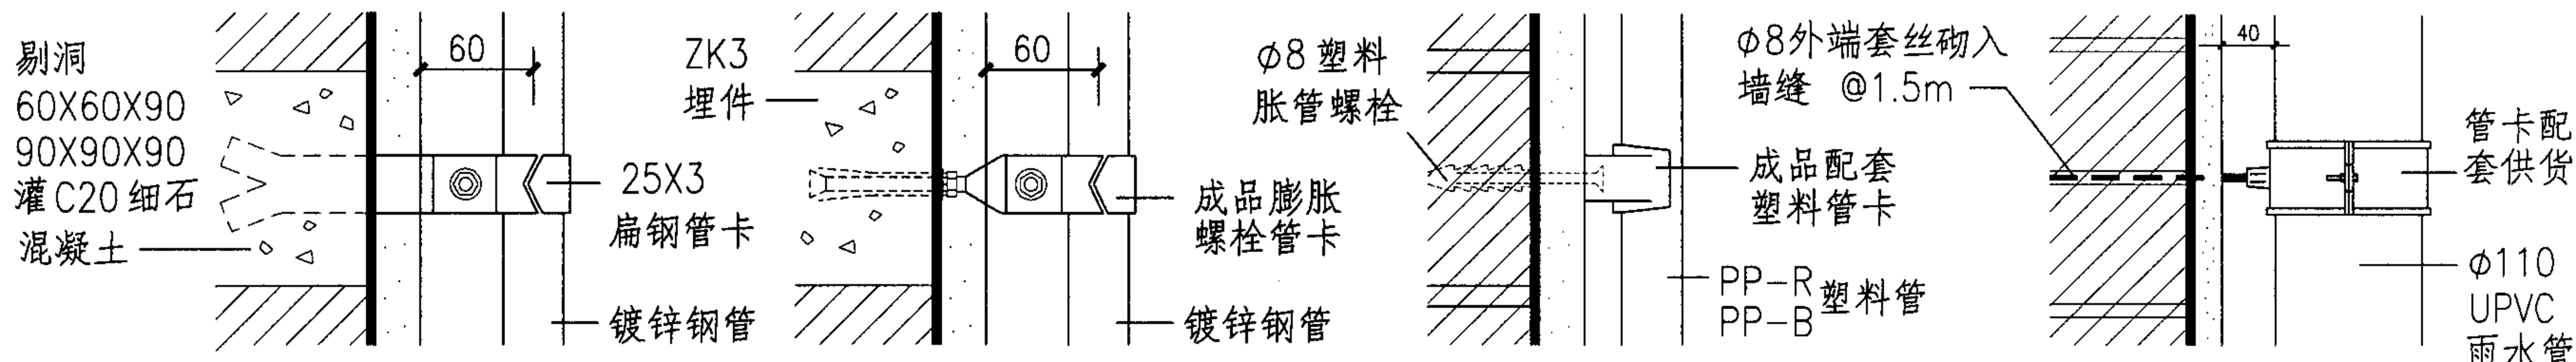 剔洞
60X60X90
90X90X90
灌C20细石
混凝土
60
25X3
扁钢管卡
镀锌钢管
ZK3
埋件
60
成品膨胀
螺栓管卡
镀锌钢管
ϕ8塑料
胀管螺栓
成品配套
塑料管卡
PP-R
PP-B
塑料管
ϕ8外端套丝砌入
墙缝 @1.5m
40
管卡配
套供货
ϕ110
UPVC
雨水管